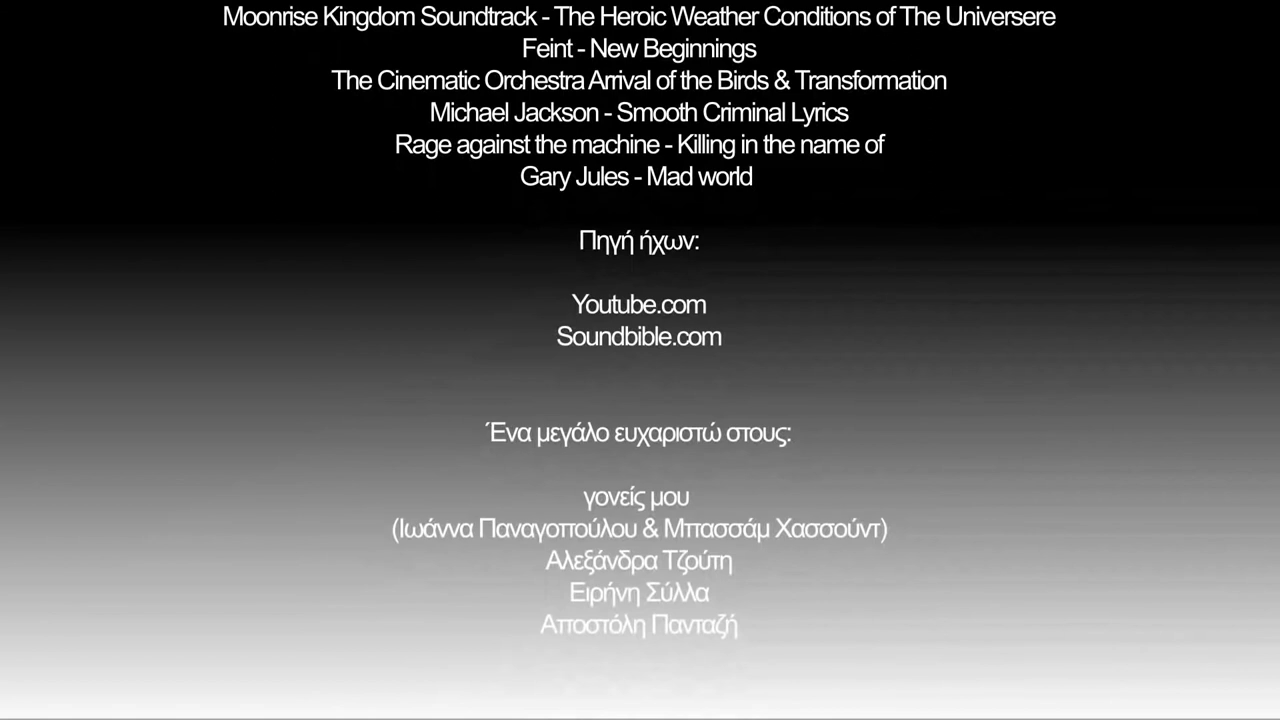 Moonrise Kingdom Soundtrack - The Heroic Weather Conditions of The Universere
Feint - New Beginnings
The Cinematic Orchestra Arrival of the Birds & Transformation
Michael Jackson - Smooth Criminal Lyrics
Rage against the machine - Killing in the name of
Gary Jules - Mad world
Πηγή ήχων:
Youtube.com
Soundbible.com
Ένα μεγάλο ευχαριστώ στους:
γονείς μου
(Ιωάννα Παναγοπούλου & Μπασσάμ Χασσούντ)
Αλεξάνδρα Τζούτη
Ειρήνη Σύλλα
Αποστόλη Πανταζή